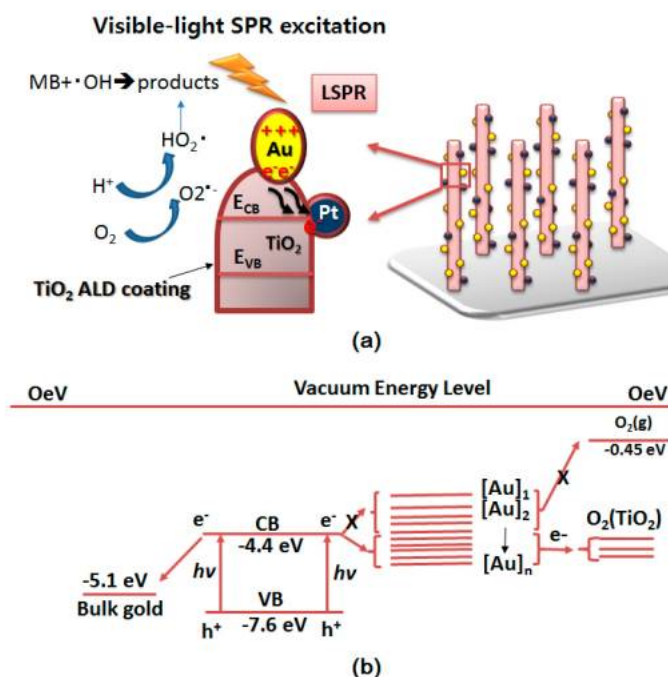 Visible-light SPR excitation
MB+·OH➔products
LSPR
+++
Au
HO₂·
e⁻e⁻
H⁺
O2·⁻
E_CB
Pt
O₂
TiO₂
E_VB
TiO₂ ALD coating
(a)
OeV
Vacuum Energy Level
OeV
O₂(g)
-0.45 eV
X
[Au]₁
[Au]₂
e⁻
CB
e⁻
X
O₂(TiO₂)
-4.4 eV
e-
-5.1 eV
hν
hν
[Au]ₙ
Bulk gold
VB
h⁺
-7.6 eV
h⁺
(b)